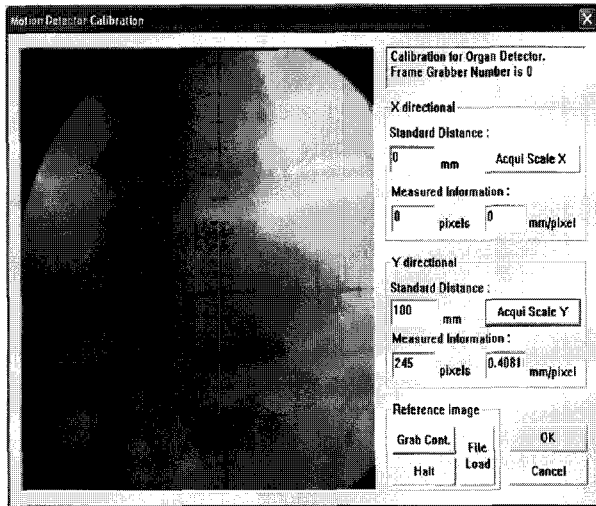 Motion Detector Calibration
Calibration for Organ Detector.
Frame Grabber Number is 0
X directional
Standard Distance :
0 mm Acqui Scale X
Measured Information :
0 pixels 0 mm/pixel
Y directional
Standard Distance :
100 mm Acqui Scale Y
Measured Information :
245 pixels 0.4081 mm/pixel
Reference Image
Grab Cont. File Load OK
Halt Cancel